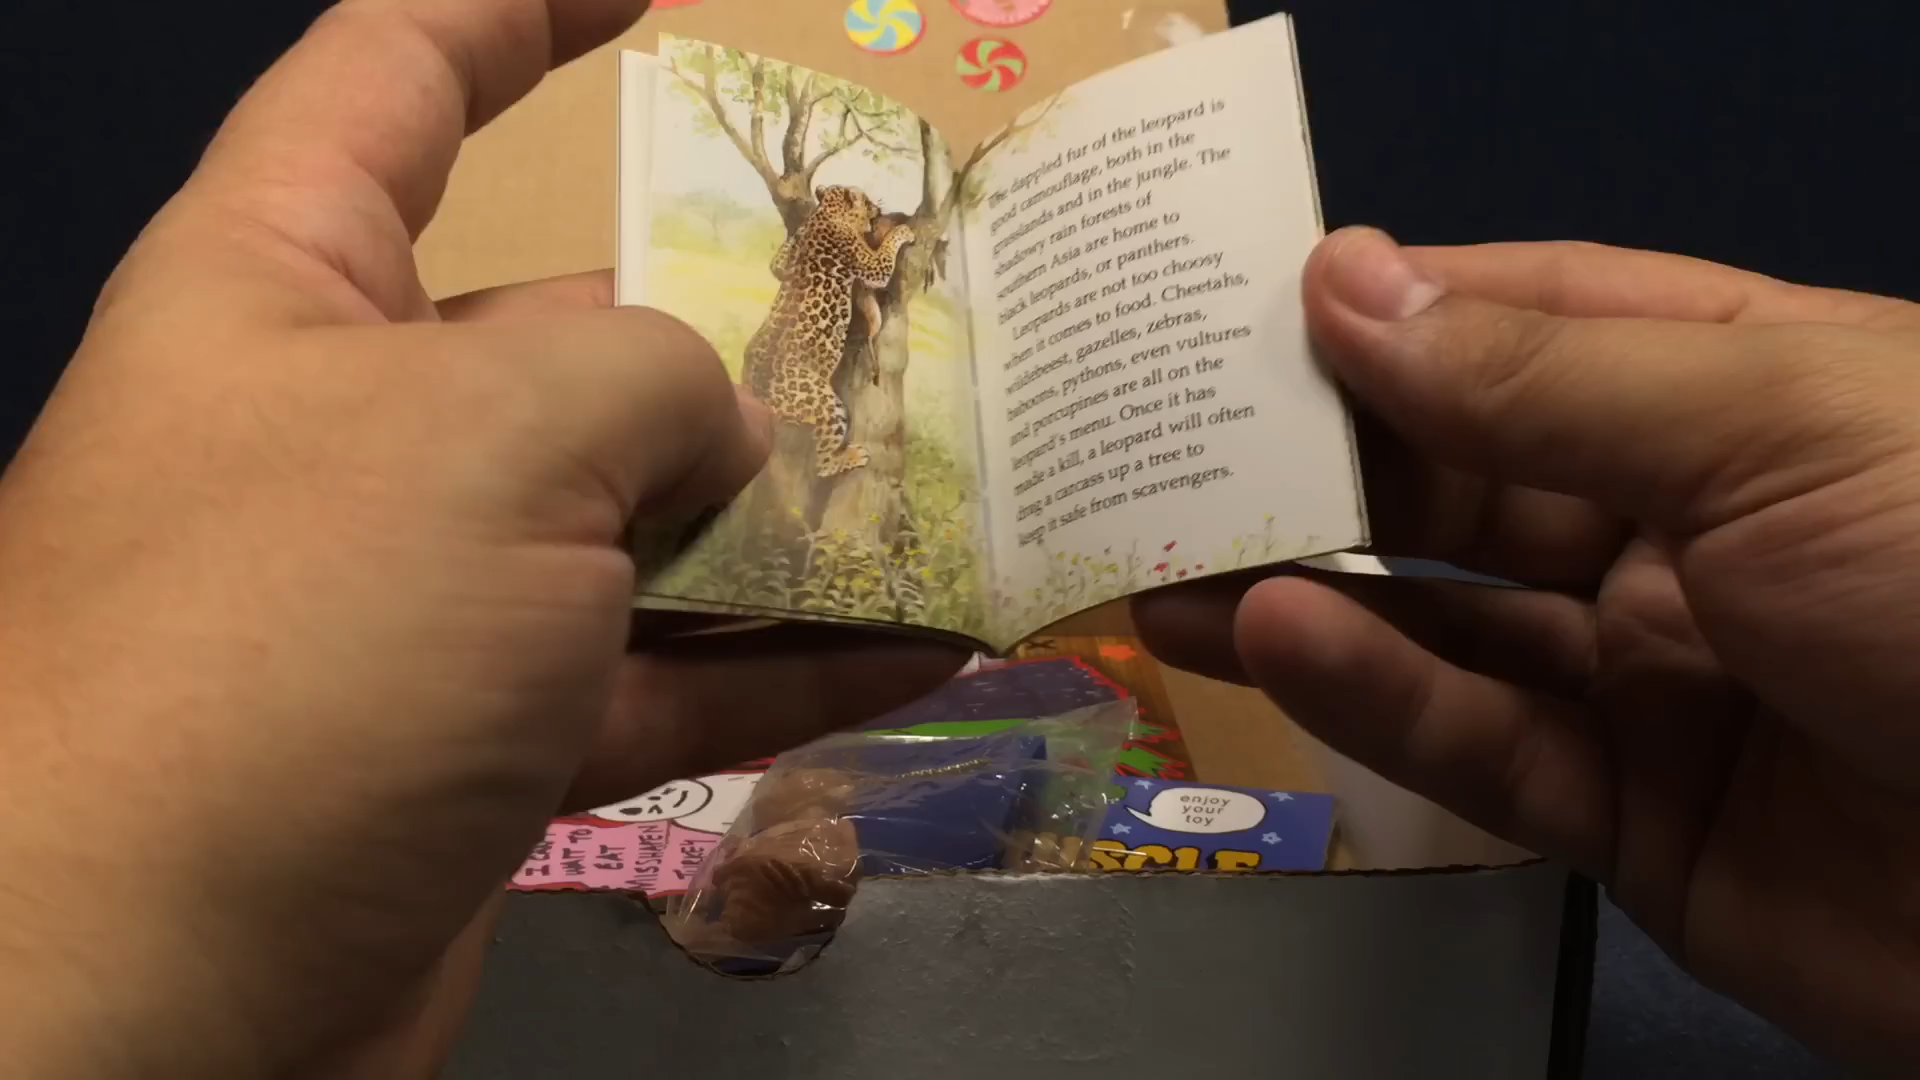 The dappled fur of the leopard is
good camouflage, both in the
grasslands and in the jungle. The
shadowy rain forests of
southern Asia are home to
black leopards, or panthers.
Leopards are not too choosy
when it comes to food. Cheetahs,
wildebeest, gazelles, zebras,
baboons, pythons, even vultures
and porcupines are all on the
leopard's menu. Once it has
made a kill, a leopard will often
drag a carcass up a tree to
keep it safe from scavengers.
enjoy
your
toy
WAIT TO
EAT
MISSHAPEN
TURKEY